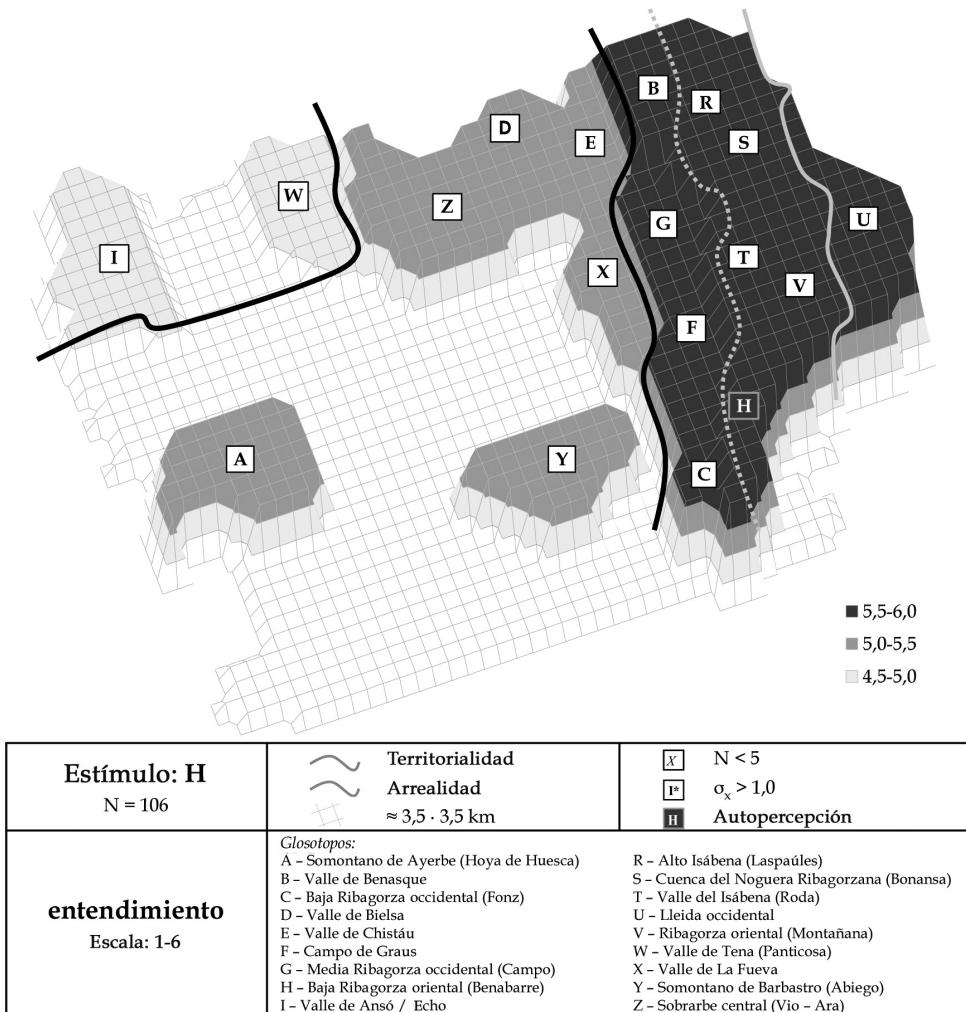 B
R
D
E
S
W
Z
G
U
I
T
X
V
F
H
A
Y
C
5,5-6,0
5,0-5,5
4,5-5,0
Estímulo: H
N = 106
Territorialidad
Arrealidad
≈ 3,5 · 3,5 km
X N < 5
I* σx > 1,0
H Autopercepción
entendimiento
Escala: 1-6
Glosotopos:
A – Somontano de Ayerbe (Hoya de Huesca)
B – Valle de Benasque
C – Baja Ribagorza occidental (Fonz)
D – Valle de Bielsa
E – Valle de Chistáu
F – Campo de Graus
G – Media Ribagorza occidental (Campo)
H – Baja Ribagorza oriental (Benabarre)
I – Valle de Ansó / Echo
R – Alto Isábena (Laspaúles)
S – Cuenca del Noguera Ribagorzana (Bonansa)
T – Valle del Isábena (Roda)
U – Lleida occidental
V – Ribagorza oriental (Montañana)
W – Valle de Tena (Panticosa)
X – Valle de La Fueva
Y – Somontano de Barbastro (Abiego)
Z – Sobrarbe central (Vio – Ara)